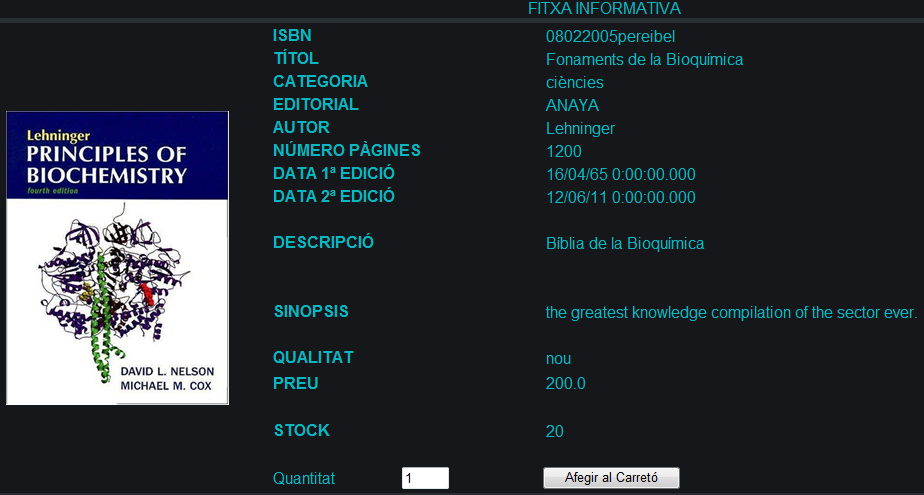 FITXA INFORMATIVA
ISBN 08022005pereibel
TÍTOL Fonaments de la Bioquímica
CATEGORIA ciències
EDITORIAL ANAYA
AUTOR Lehninger
NÚMERO PÀGINES 1200
DATA 1ª EDICIÓ 16/04/65 0:00:00.000
DATA 2ª EDICIÓ 12/06/11 0:00:00.000
DESCRIPCIÓ Bíblia de la Bioquímica
SINOPSIS the greatest knowledge compilation of the sector ever.
QUALITAT nou
PREU 200.0
STOCK 20
Quantitat 1 Afegir al Carretó
Lehninger
PRINCIPLES OF
BIOCHEMISTRY
fourth edition
DAVID L. NELSON
MICHAEL M. COX